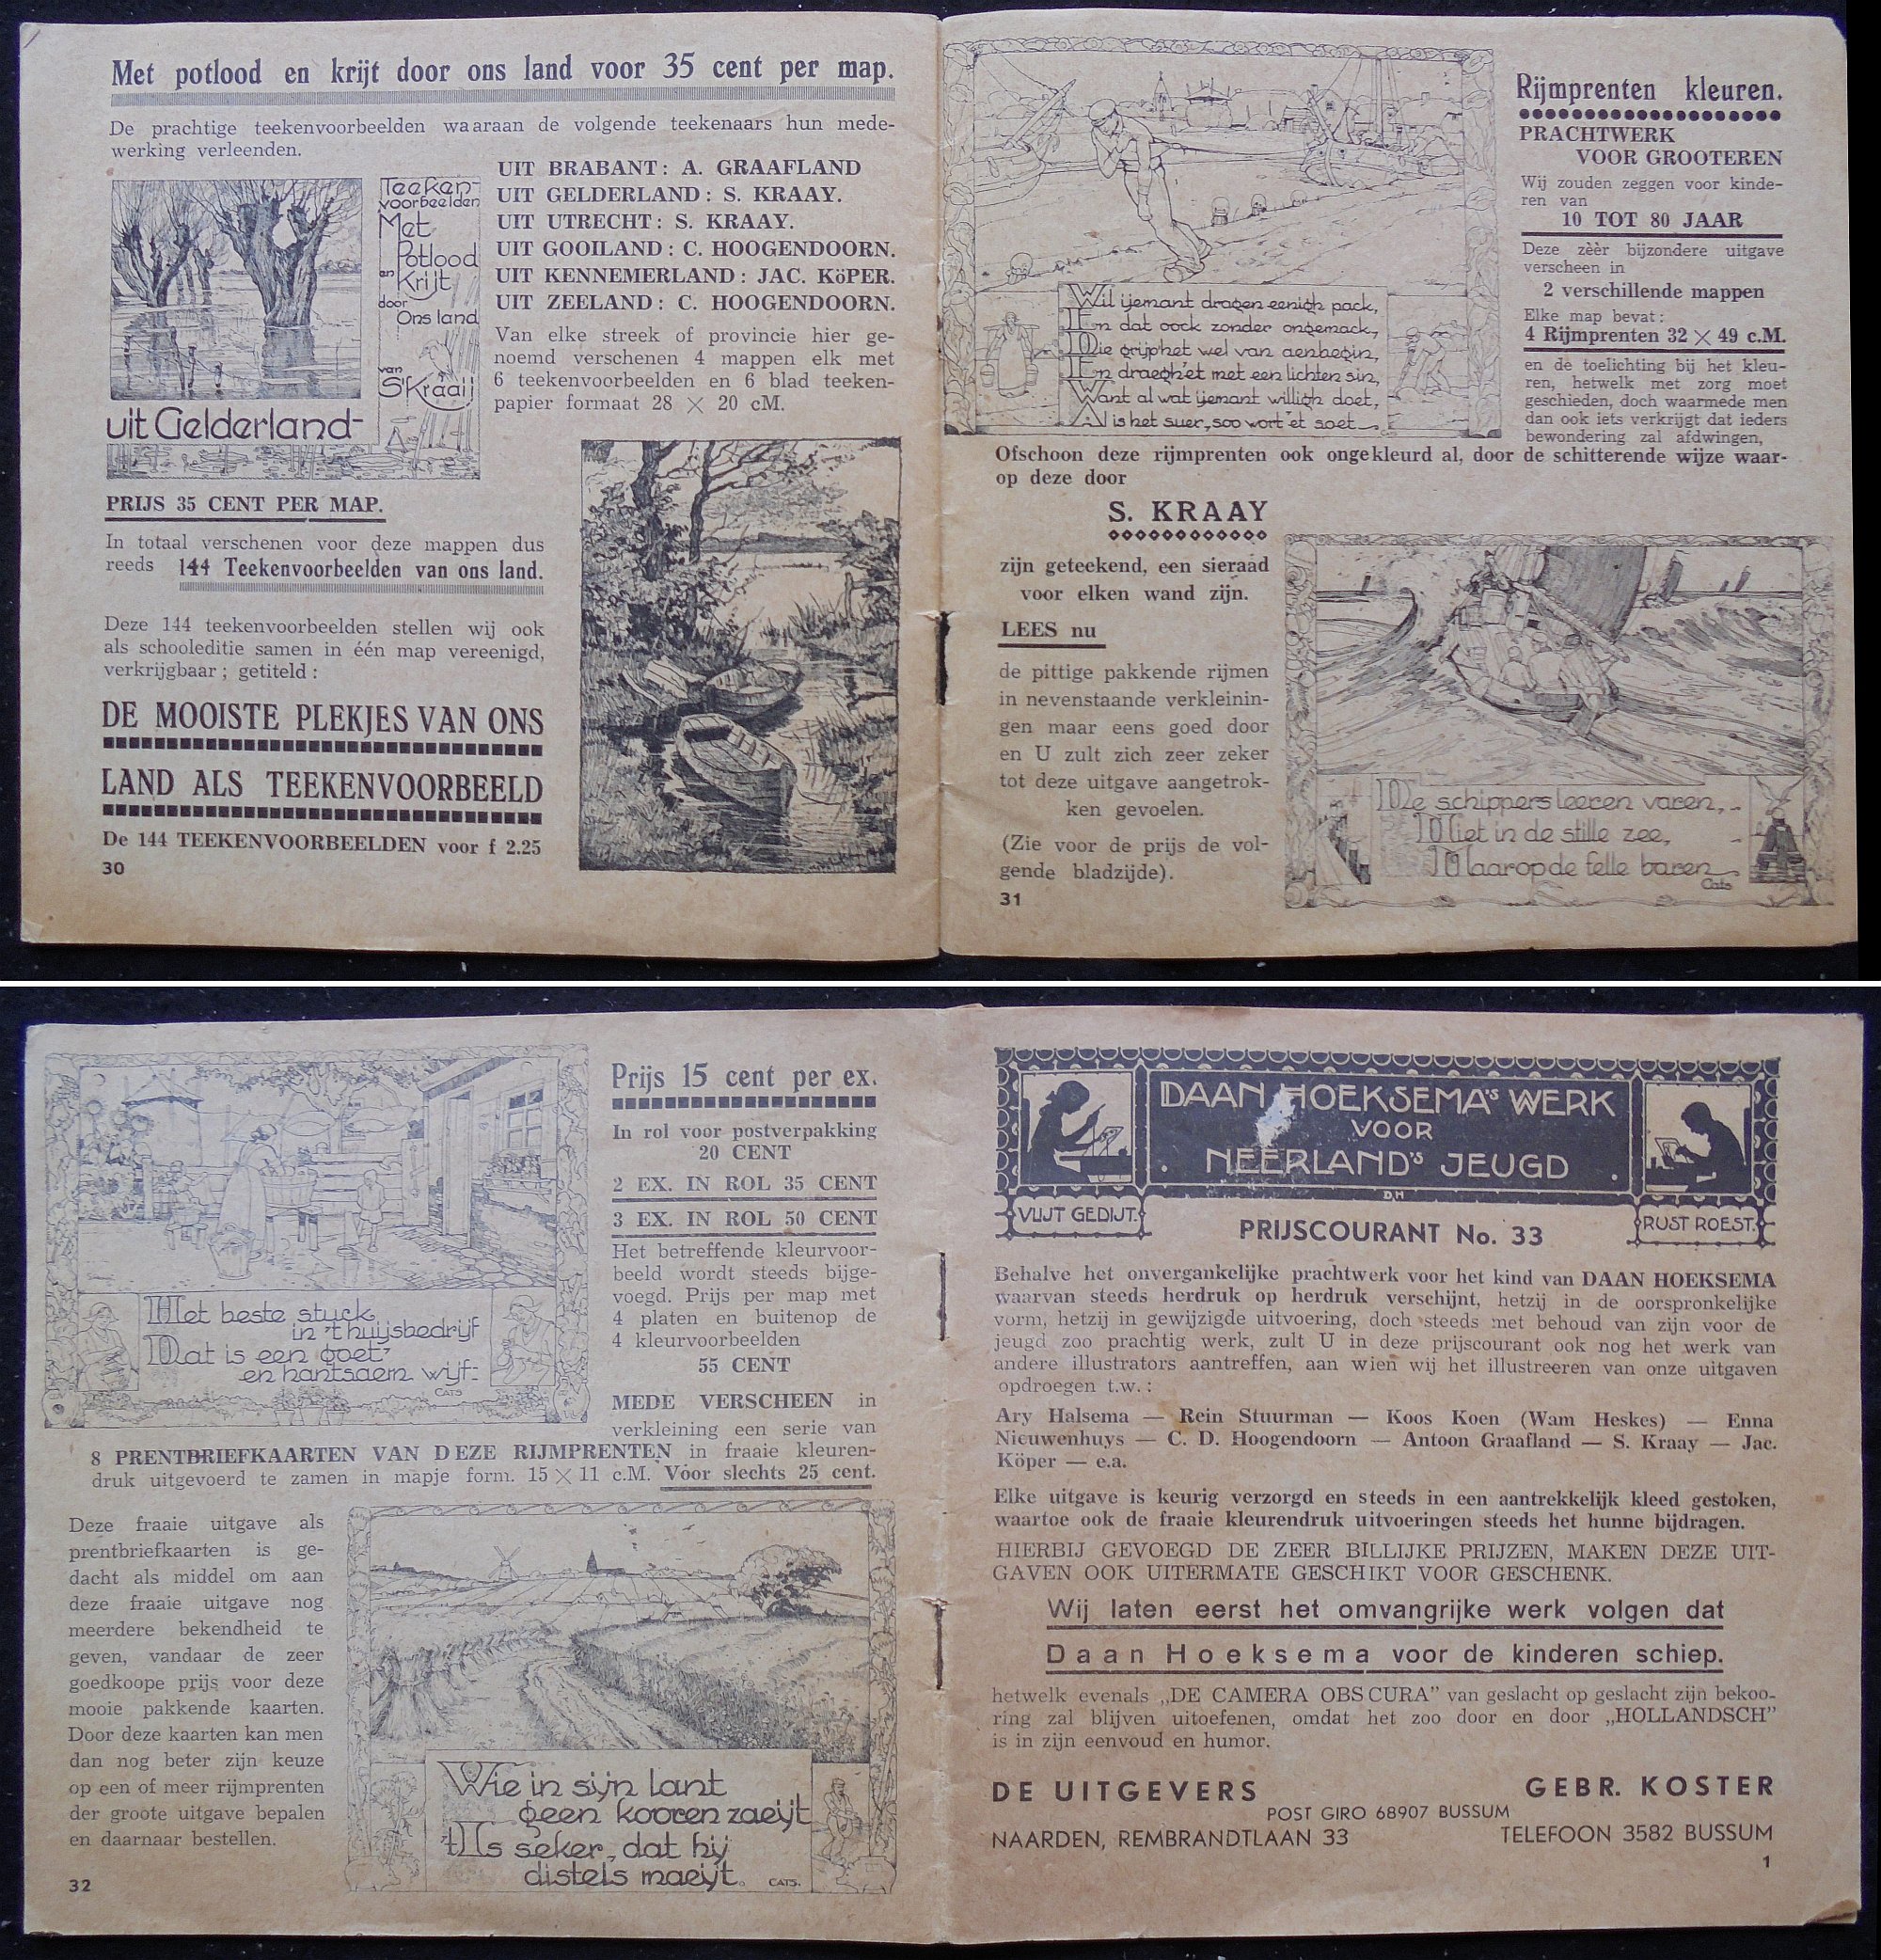 Met potlood en krijt door ons land voor 35 cent per map.
De prachtige teekenvoorbeelden waaraan de volgende teekenaars hun mede-
werking verleenden.
UIT BRABANT: A. GRAAFLAND
UIT GELDERLAND: S. KRAAY.
UIT UTRECHT: S. KRAAY.
UIT GOOILAND: C. HOOGENDOORN.
UIT KENNEMERLAND: JAC. KöPER.
UIT ZEELAND: C. HOOGENDOORN.
Teeken-
voorbeelden
Met
Potlood
en
Krijt
door
Ons land
van
S. Kraaij
uit Gelderland-
Van elke streek of provincie hier ge-
noemd verschenen 4 mappen elk met
6 teekenvoorbeelden en 6 blad teeken-
papier formaat 28 × 20 cM.
PRIJS 35 CENT PER MAP.
In totaal verschenen voor deze mappen dus
reeds 144 Teekenvoorbeelden van ons land.
Deze 144 teekenvoorbeelden stellen wij ook
als schooleditie samen in één map vereenigd,
verkrijgbaar; getiteld:
DE MOOISTE PLEKJES VAN ONS
LAND ALS TEEKENVOORBEELD
De 144 TEEKENVOORBEELDEN voor f 2.25
30
Wil ijemant dragen eenigh pack,
En dat oock zonder ongemack,
Die grijp'het wel van aenbegin,
En draegh'et met een lichten sin,
Want al wat ijemant willigh doet,
Al is het suer, soo wort 'et soet
Rijmprenten kleuren.
PRACHTWERK
VOOR GROOTEREN
Wij zouden zeggen voor kinde-
ren van
10 TOT 80 JAAR
Deze zèèr bijzondere uitgave
verscheen in
2 verschillende mappen
Elke map bevat:
4 Rijmprenten 32 × 49 c.M.
en de toelichting bij het kleu-
ren, hetwelk met zorg moet
geschieden, doch waarmede men
dan ook iets verkrijgt dat ieders
bewondering zal afdwingen,
Ofschoon deze rijmprenten ook ongekleurd al, door de schitterende wijze waar-
op deze door
S. KRAAY
zijn geteekend, een sieraad
voor elken wand zijn.
LEES nu
de pittige pakkende rijmen
in nevenstaande verkleinin-
gen maar eens goed door
en U zult zich zeer zeker
tot deze uitgave aangetrok-
ken gevoelen.
(Zie voor de prijs de vol-
gende bladzijde).
31
De schippers leeren varen,
Niet in de stille zee,
Maar op de felle baren
Cats
Het beste stuck
in 't huijsbedrijf
Dat is een goet
en hantsaem wijf
CATS
Prijs 15 cent per ex.
In rol voor postverpakking
20 CENT
2 EX. IN ROL 35 CENT
3 EX. IN ROL 50 CENT
Het betreffende kleurvoor-
beeld wordt steeds bijge-
voegd. Prijs per map met
4 platen en buitenop de
4 kleurvoorbeelden
55 CENT
MEDE VERSCHEEN in
verkleining een serie van
8 PRENTBRIEFKAARTEN VAN DEZE RIJMPRENTEN in fraaie kleuren-
druk uitgevoerd te zamen in mapje form. 15 × 11 c.M. Voor slechts 25 cent.
Deze fraaie uitgave als
prentbriefkaarten is ge-
dacht als middel om aan
deze fraaie uitgave nog
meerdere bekendheid te
geven, vandaar de zeer
goedkoope prijs voor deze
mooie pakkende kaarten.
Door deze kaarten kan men
dan nog beter zijn keuze
op een of meer rijmprenten
der groote uitgave bepalen
en daarnaar bestellen.
32
Wie in sijn lant
geen kooren zaeijt
'tIs seker, dat hij
distels maeijt.
CATS.
DAAN HOEKSEMA'S WERK
VOOR
NEERLAND'S JEUGD
D.H
VLIJT GEDIJT.
RUST ROEST.
PRIJSCOURANT No. 33
Behalve het onvergankelijke prachtwerk voor het kind van DAAN HOEKSEMA
waarvan steeds herdruk op herdruk verschijnt, hetzij in de oorspronkelijke
vorm, hetzij in gewijzigde uitvoering, doch steeds met behoud van zijn voor de
jeugd zoo prachtig werk, zult U in deze prijscourant ook nog het werk van
andere illustrators aantreffen, aan wien wij het illustreeren van onze uitgaven
opdroegen t.w.:
Ary Halsema — Rein Stuurman — Koos Koen (Wam Heskes) — Enna
Nieuwenhuys — C. D. Hoogendoorn — Antoon Graafland — S. Kraay — Jac.
Köper — e.a.
Elke uitgave is keurig verzorgd en steeds in een aantrekkelijk kleed gestoken,
waartoe ook de fraaie kleurendruk uitvoeringen steeds het hunne bijdragen.
HIERBIJ GEVOEGD DE ZEER BILLIJKE PRIJZEN, MAKEN DEZE UIT-
GAVEN OOK UITERMATE GESCHIKT VOOR GESCHENK.
Wij laten eerst het omvangrijke werk volgen dat
Daan Hoeksema voor de kinderen schiep.
hetwelk evenals „DE CAMERA OBSCURA” van geslacht op geslacht zijn bekoo-
ring zal blijven uitoefenen, omdat het zoo door en door „HOLLANDSCH”
is in zijn eenvoud en humor.
DE UITGEVERS GEBR. KOSTER
POST GIRO 68907 BUSSUM
NAARDEN, REMBRANDTLAAN 33 TELEFOON 3582 BUSSUM
1